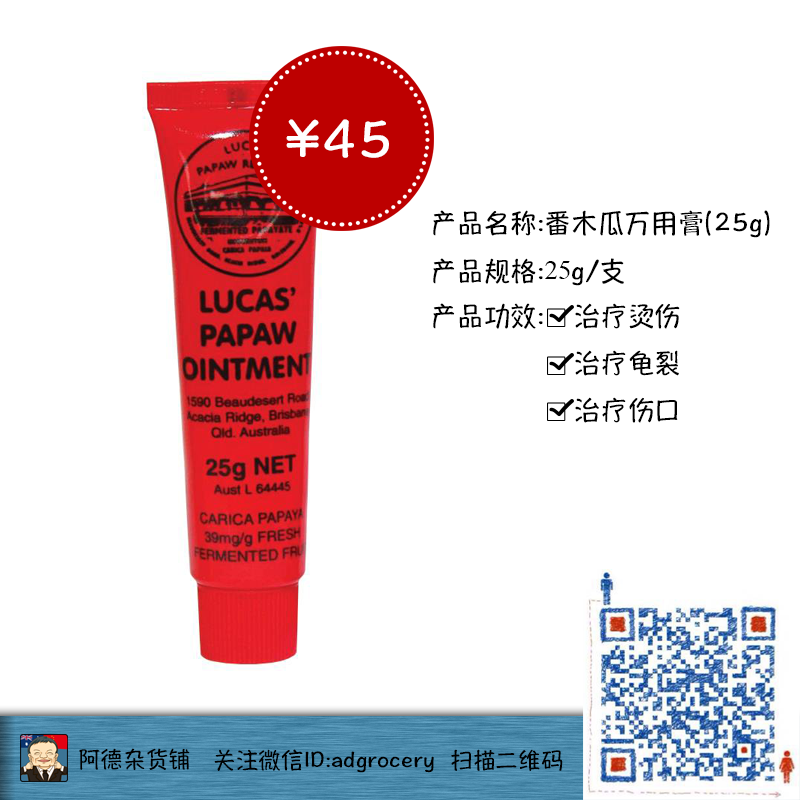 ¥45
LUCAS'
PAPAW
OINTMENT
1590 Beaudesert Road
Acacia Ridge, Brisbane
Qld. Australia
25g NET
Aust L 64445
CARICA PAPAYA
39mg/g FRESH
FERMENTED FRUI
产品名称:番木瓜万用膏(25g)
产品规格:25g/支
产品功效:☑治疗烫伤
☑治疗龟裂
☑治疗伤口
阿德杂货铺 关注微信ID:adgrocery 扫描二维码